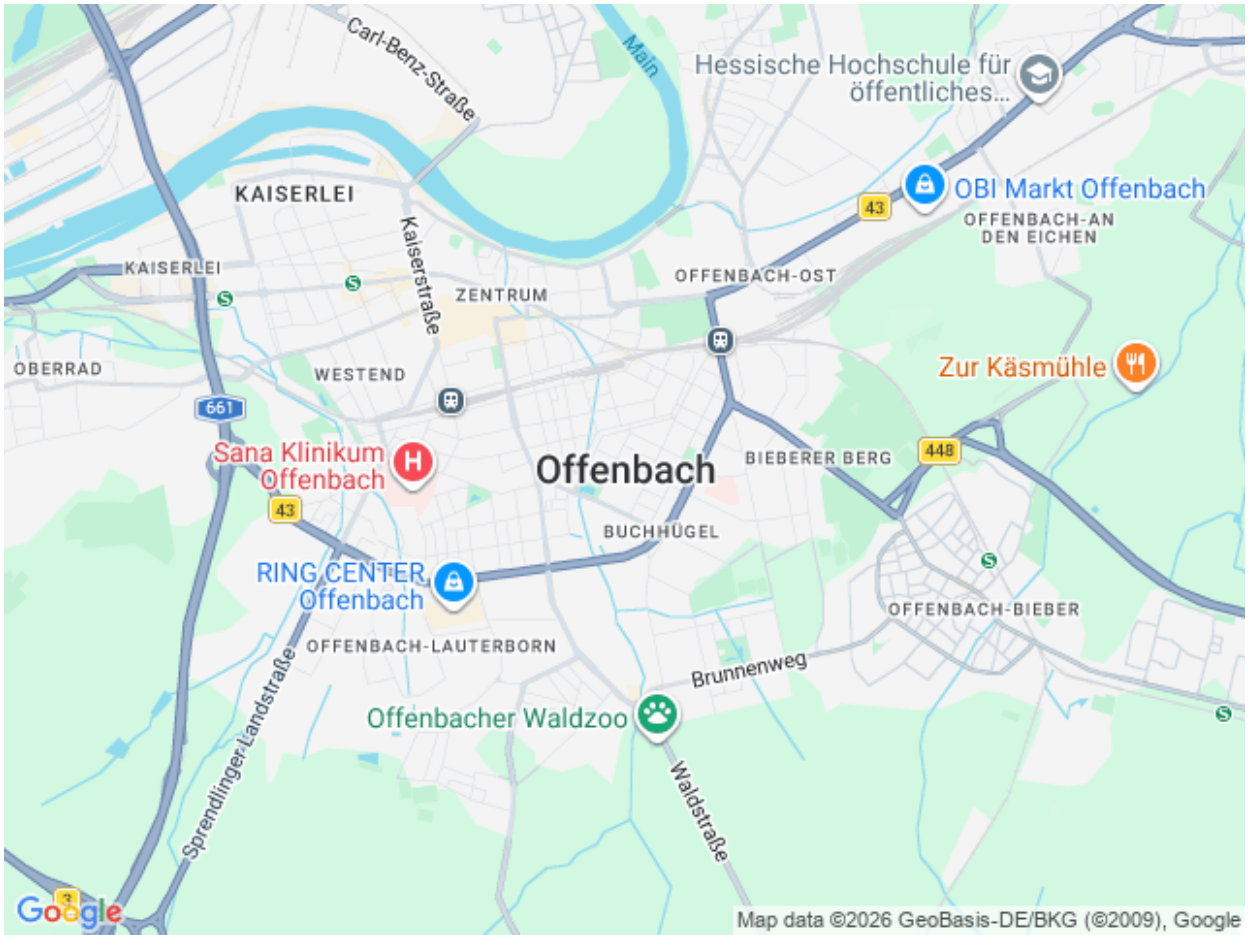 Carl-Benz-Straße
Main
Hessische Hochschule für
öffentliches...
KAISERLEI
43
OBI Markt Offenbach
OFFENBACH-AN
DEN EICHEN
Kaiserstraße
KAISERLEI
S
S
ZENTRUM
OFFENBACH-OST
OBERRAD
WESTEND
Zur Käsmühle
661
Sana Klinikum
Offenbach
H
Offenbach
BIEBERER BERG
448
43
BUCHHÜGEL
S
RING CENTER
Offenbach
OFFENBACH-BIEBER
OFFENBACH-LAUTERBORN
Brunnenweg
Offenbacher Waldzoo
S
Sprendlinger Landstraße
Waldstraße
3
Google
Map data ©2026 GeoBasis-DE/BKG (©2009), Google